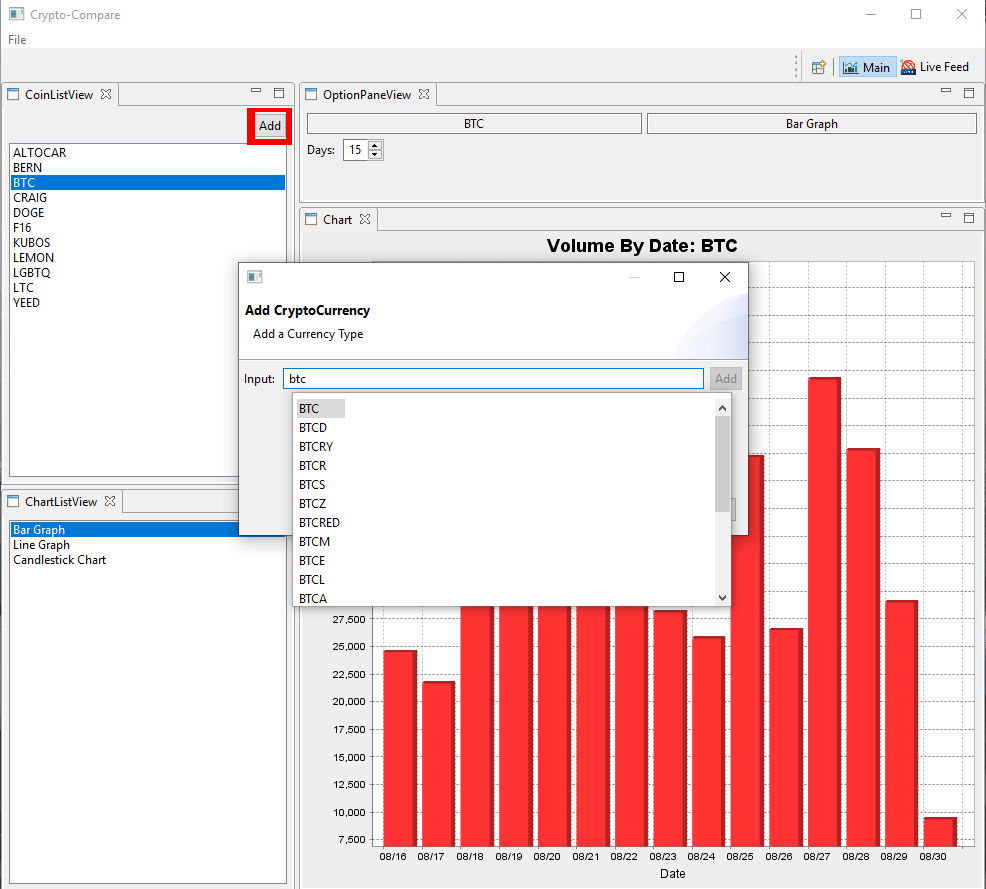 Crypto-Compare
File
Main
Live Feed
CoinListView
Add
ALTOCAR
BERN
BTC
CRAIG
DOGE
F16
KUBOS
LEMON
LGBTQ
LTC
YEED
OptionPaneView
BTC
Bar Graph
Days: 15
Chart
Volume By Date: BTC
Add CryptoCurrency
Add a Currency Type
Input: btc Add
BTC
BTCD
BTCRY
BTCR
BTCS
BTCZ
BTCRED
BTCM
BTCE
BTCL
BTCA
ChartListView
Bar Graph
Line Graph
Candlestick Chart
27,500
25,000
22,500
20,000
17,500
15,000
12,500
10,000
7,500
08/16 08/17 08/18 08/19 08/20 08/21 08/22 08/23 08/24 08/25 08/26 08/27 08/28 08/29 08/30
Date